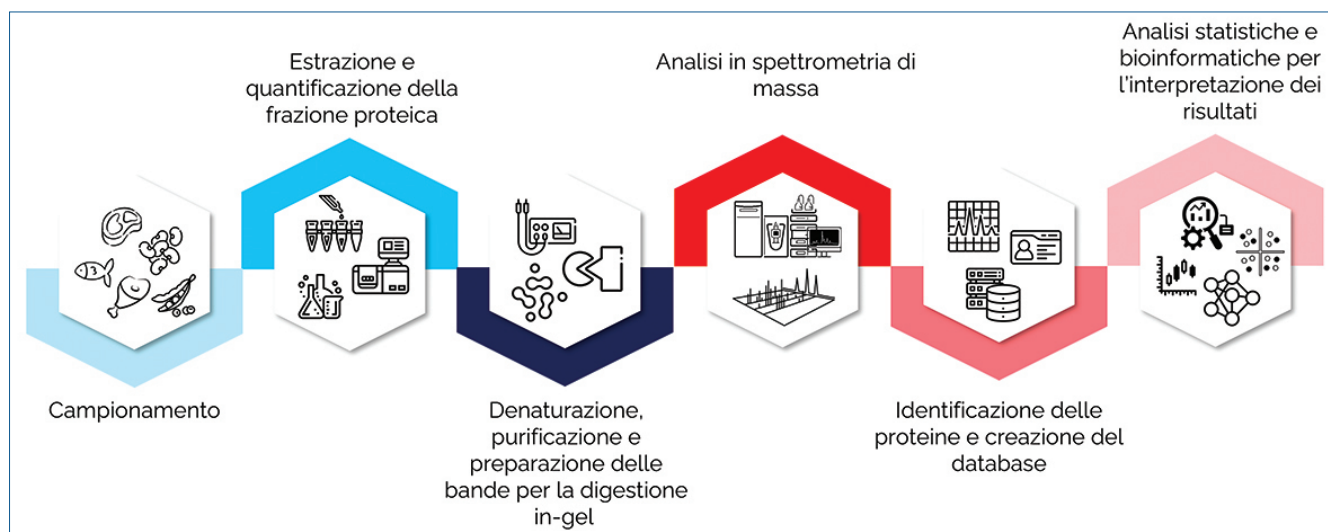 Campionamento
Estrazione e
quantificazione della
frazione proteica
Denaturazione,
purificazione e
preparazione delle
bande per la digestione
in-gel
Analisi in spettrometria di
massa
Identificazione delle
proteine e creazione del
database
Analisi statistiche e
bioinformatiche per
l'interpretazione dei
risultati